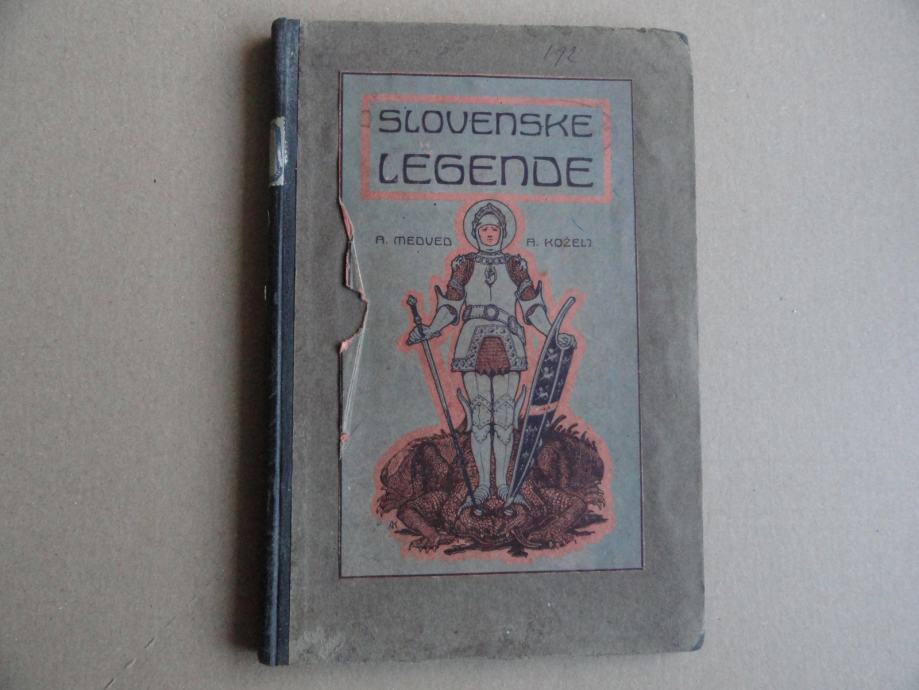 192
SLOVENSKE
LEGENDE
A. MEDVED A. KOŽELJ